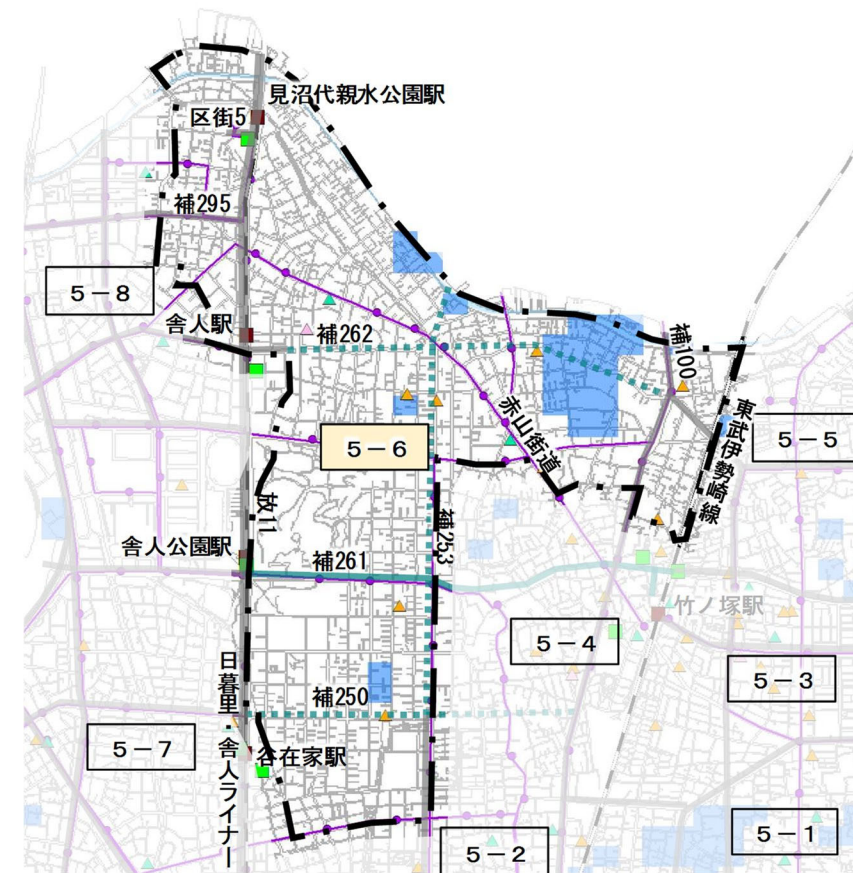 見沼代親水公園駅
区街5
補295
5-8
舎人駅
補262
補100
赤山街道
東武伊勢崎線
5-5
5-6
放11
補253
舎人公園駅
補261
竹ノ塚駅
5-4
5-3
日暮里・舎人ライナー
補250
5-7
谷在家駅
5-1
5-2